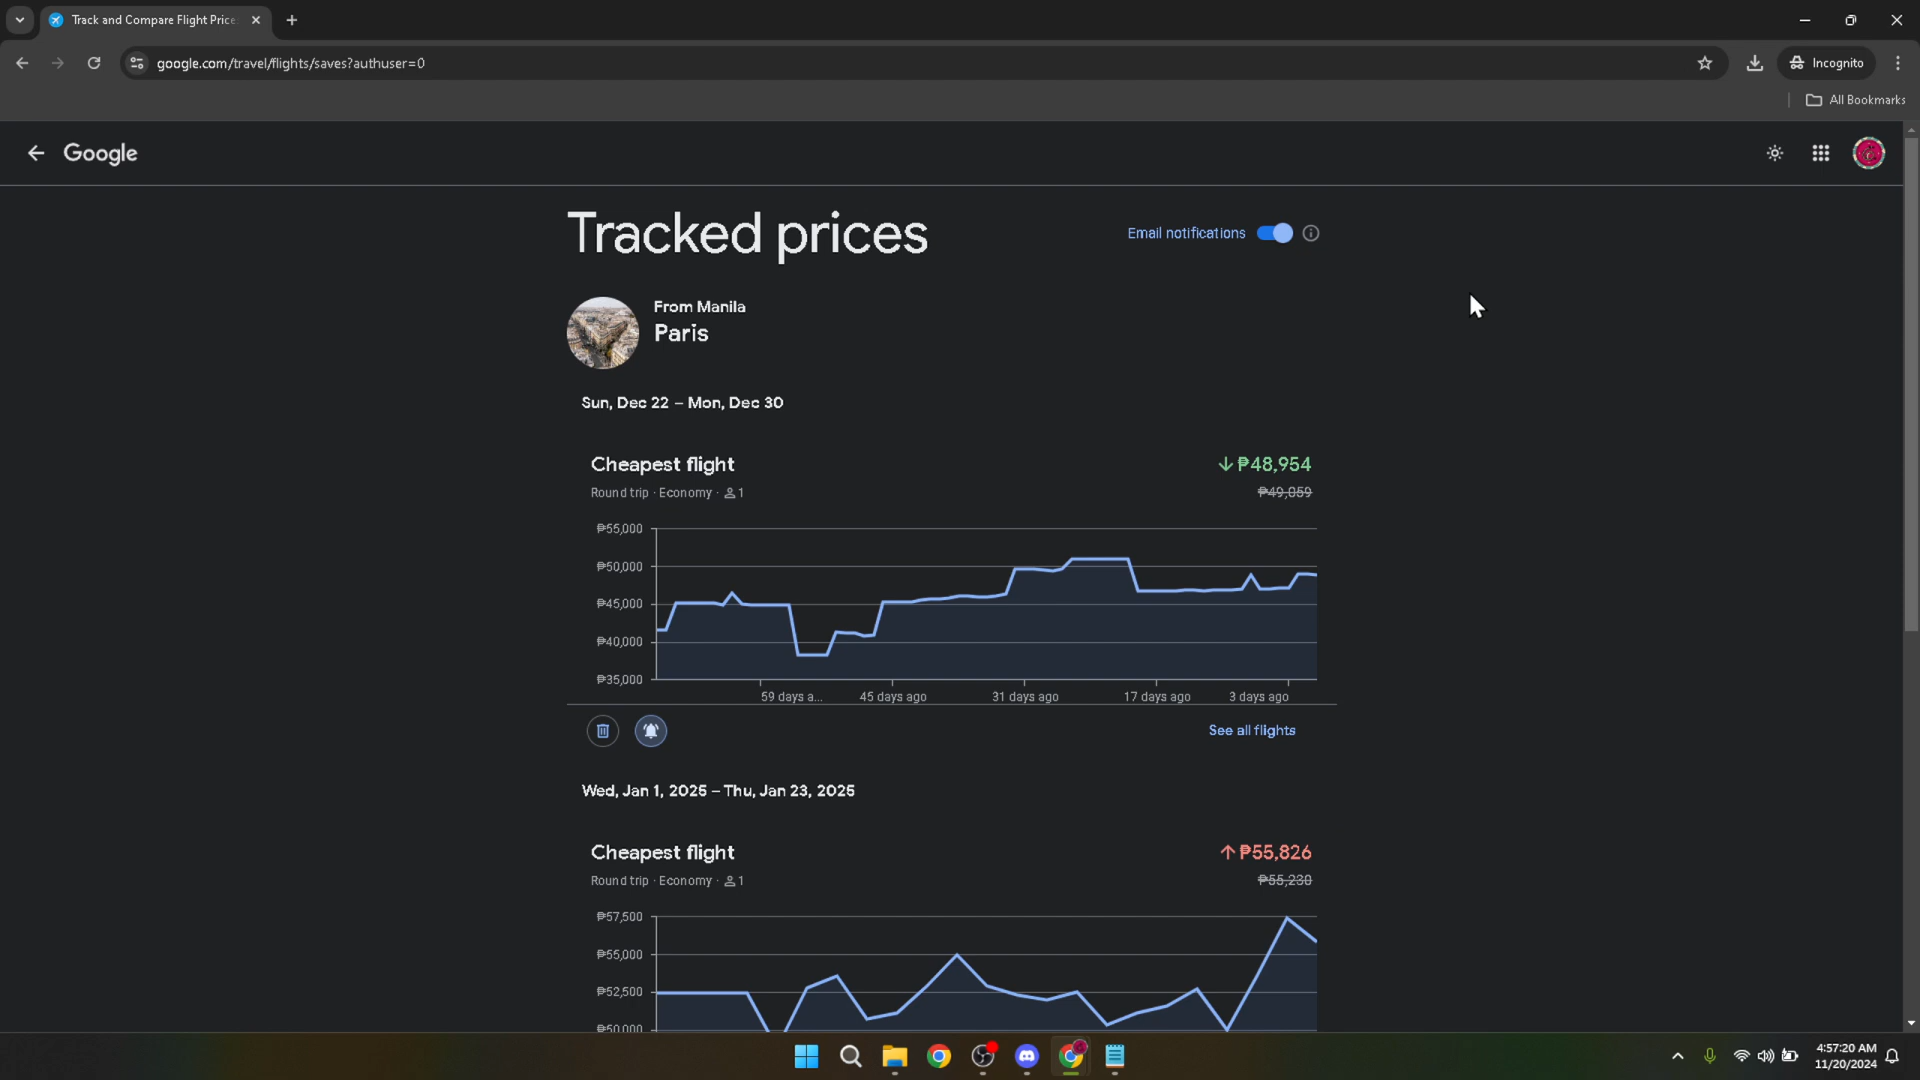 Track and Compare Flight Price
google.com/travel/flights/saves?authuser=0
Incognito
All Bookmarks
Google
Tracked prices
Email notifications
From Manila
Paris
Sun, Dec 22 – Mon, Dec 30
Cheapest flight
₱48,954
Round trip · Economy · 1
₱49,059
₱55,000
₱50,000
₱45,000
₱40,000
₱35,000
59 days a...
45 days ago
31 days ago
17 days ago
3 days ago
See all flights
Wed, Jan 1, 2025 – Thu, Jan 23, 2025
Cheapest flight
₱55,826
Round trip · Economy · 1
₱55,230
₱57,500
₱55,000
₱52,500
₱50,000
4:57:20 AM
11/20/2024